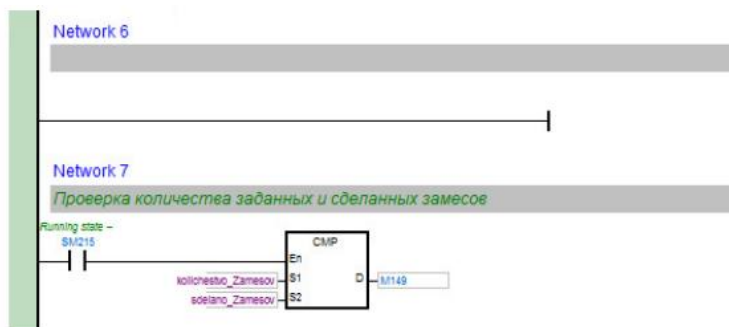 Network 6
Network 7
Проверка количества заданных и сделанных замесов
Running state –
SM215
CMP
En
kolichestvo_Zamesov S1 D M149
sdelano_Zamesov S2